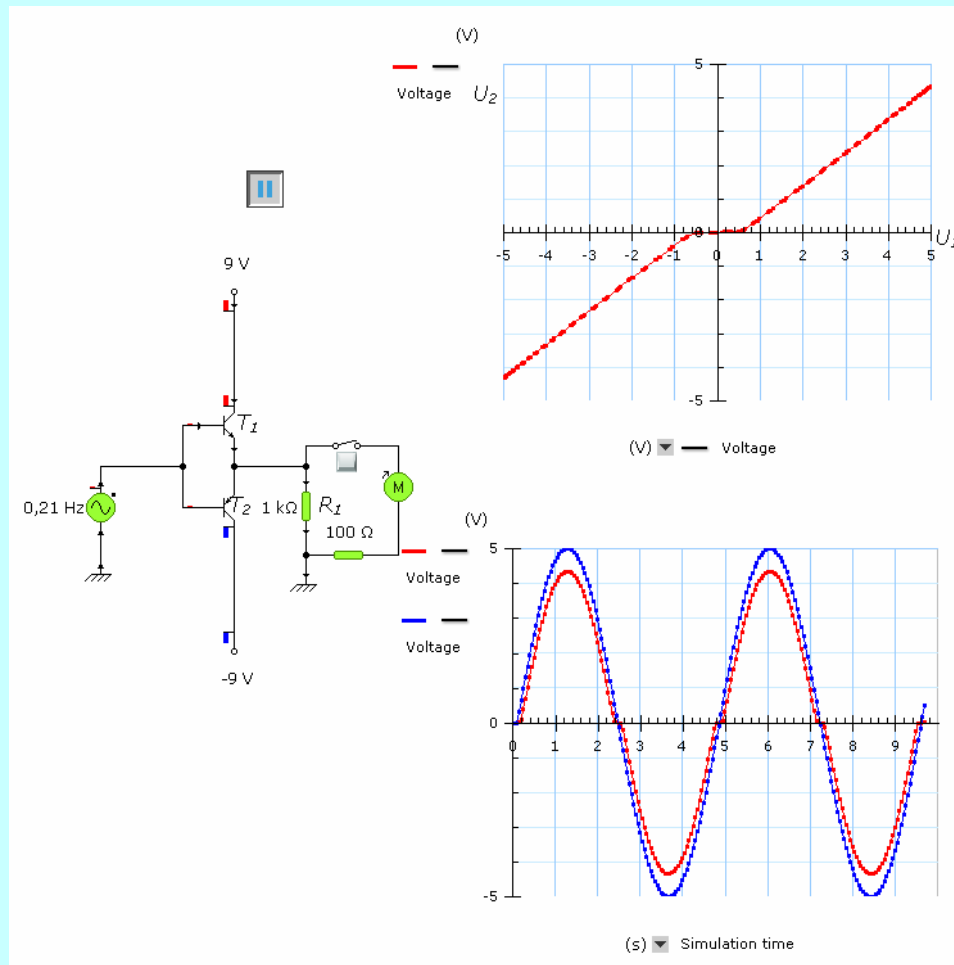 (V)
Voltage
U2
5
0
-5 -4 -3 -2 -1 0 1 2 3 4 5
U1
-5
(V) Voltage
9 V
T1
0,21 Hz
T2
1 kΩ
R1
M
100 Ω
-9 V
(V)
Voltage
Voltage
5
0
0 1 2 3 4 5 6 7 8 9
-5
(s) Simulation time